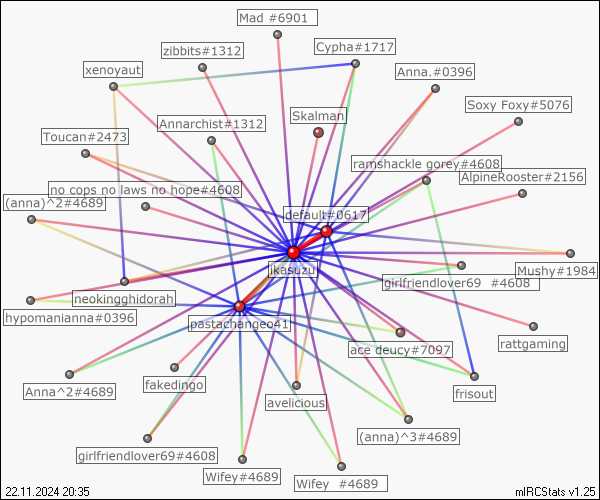 Mad #6901
zibbits#1312
Cypha#1717
xenoyaut
Anna.#0396
Soxy Foxy#5076
Skalman
Annarchist#1312
Toucan#2473
ramshackle gorey#4608
AlpineRooster#2156
no cops no laws no hope#4608
(anna)^2#4689
default#0617
ikasuzu
Mushy#1984
girlfriendlover69 #4608
neokingghidorah
hypomanianna#0396
pastachangeo41
rattgaming
ace deucy#7097
fakedingo
Anna^2#4689
frisout
avelicious
(anna)^3#4689
girlfriendlover69#4608
Wifey#4689
Wifey #4689
22.11.2024 20:35
mIRCStats v1.25